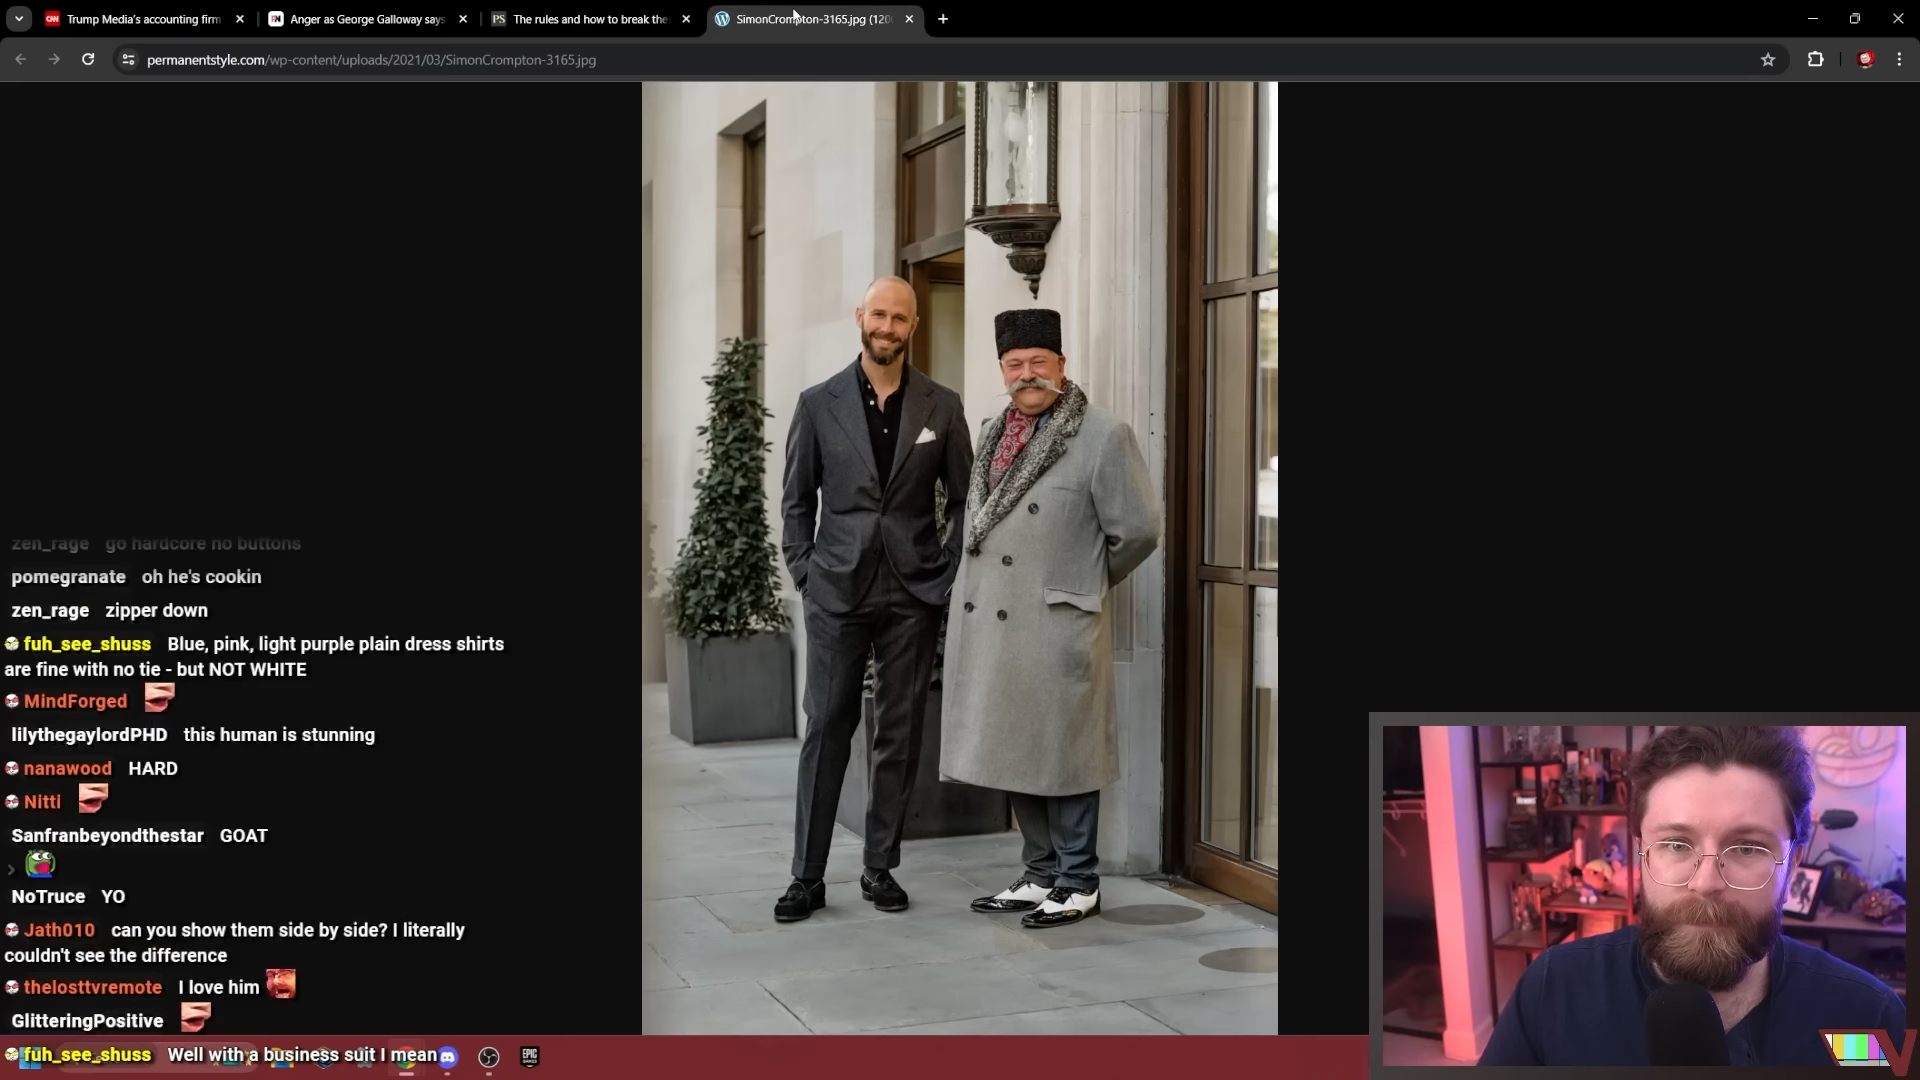 Trump Media's accounting firm
Anger as George Galloway says
PS
The rules and how to break the
SimonCrompton-3165.jpg (120
permanentstyle.com/wp-content/uploads/2021/03/SimonCrompton-3165.jpg
zen_rage go hardcore no buttons
pomegranate oh he's cookin
zen_rage zipper down
fuh_see_shuss Blue, pink, light purple plain dress shirts
are fine with no tie - but NOT WHITE
MindForged
lilythegaylordPHD this human is stunning
nanawood HARD
Nitti
Sanfranbeyondthestar GOAT
NoTruce YO
Jath010 can you show them side by side? I literally
couldn't see the difference
thelosttvremote I love him
GlitteringPositive
fuh_see_shuss Well with a business suit I mean
EPIC